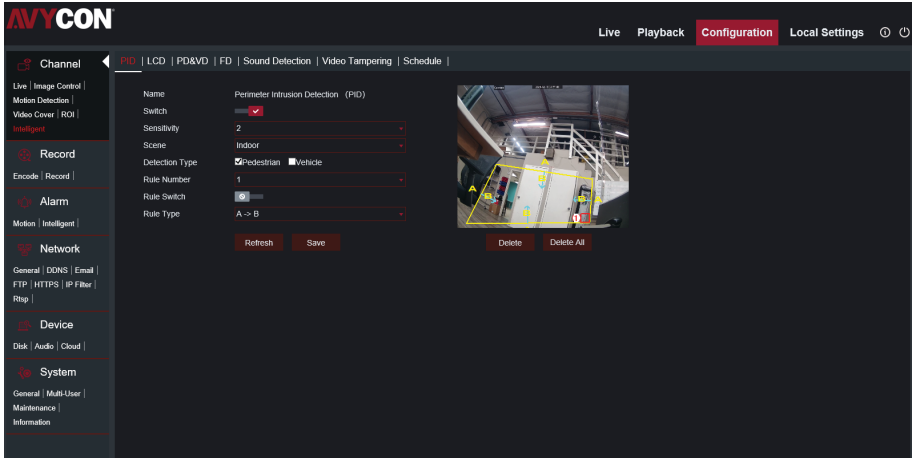 AVYCON
Live Playback Configuration Local Settings
Channel
Live | Image Control |
Motion Detection |
Video Cover | ROI |
Intelligent
Record
Encode | Record |
Alarm
Motion | Intelligent |
Network
General | DDNS | Email |
FTP | HTTPS | IP Filter |
Rtsp |
Device
Disk | Audio | Cloud |
System
General | Multi-User |
Maintenance |
Information
PID | LCD | PD&VD | FD | Sound Detection | Video Tampering | Schedule |
Name Perimeter Intrusion Detection (PID)
Switch
Sensitivity 2
Scene Indoor
Detection Type Pedestrian Vehicle
Rule Number 1
Rule Switch
Rule Type A -> B
Refresh Save
A
B
A
B
A
B
1
Delete Delete All